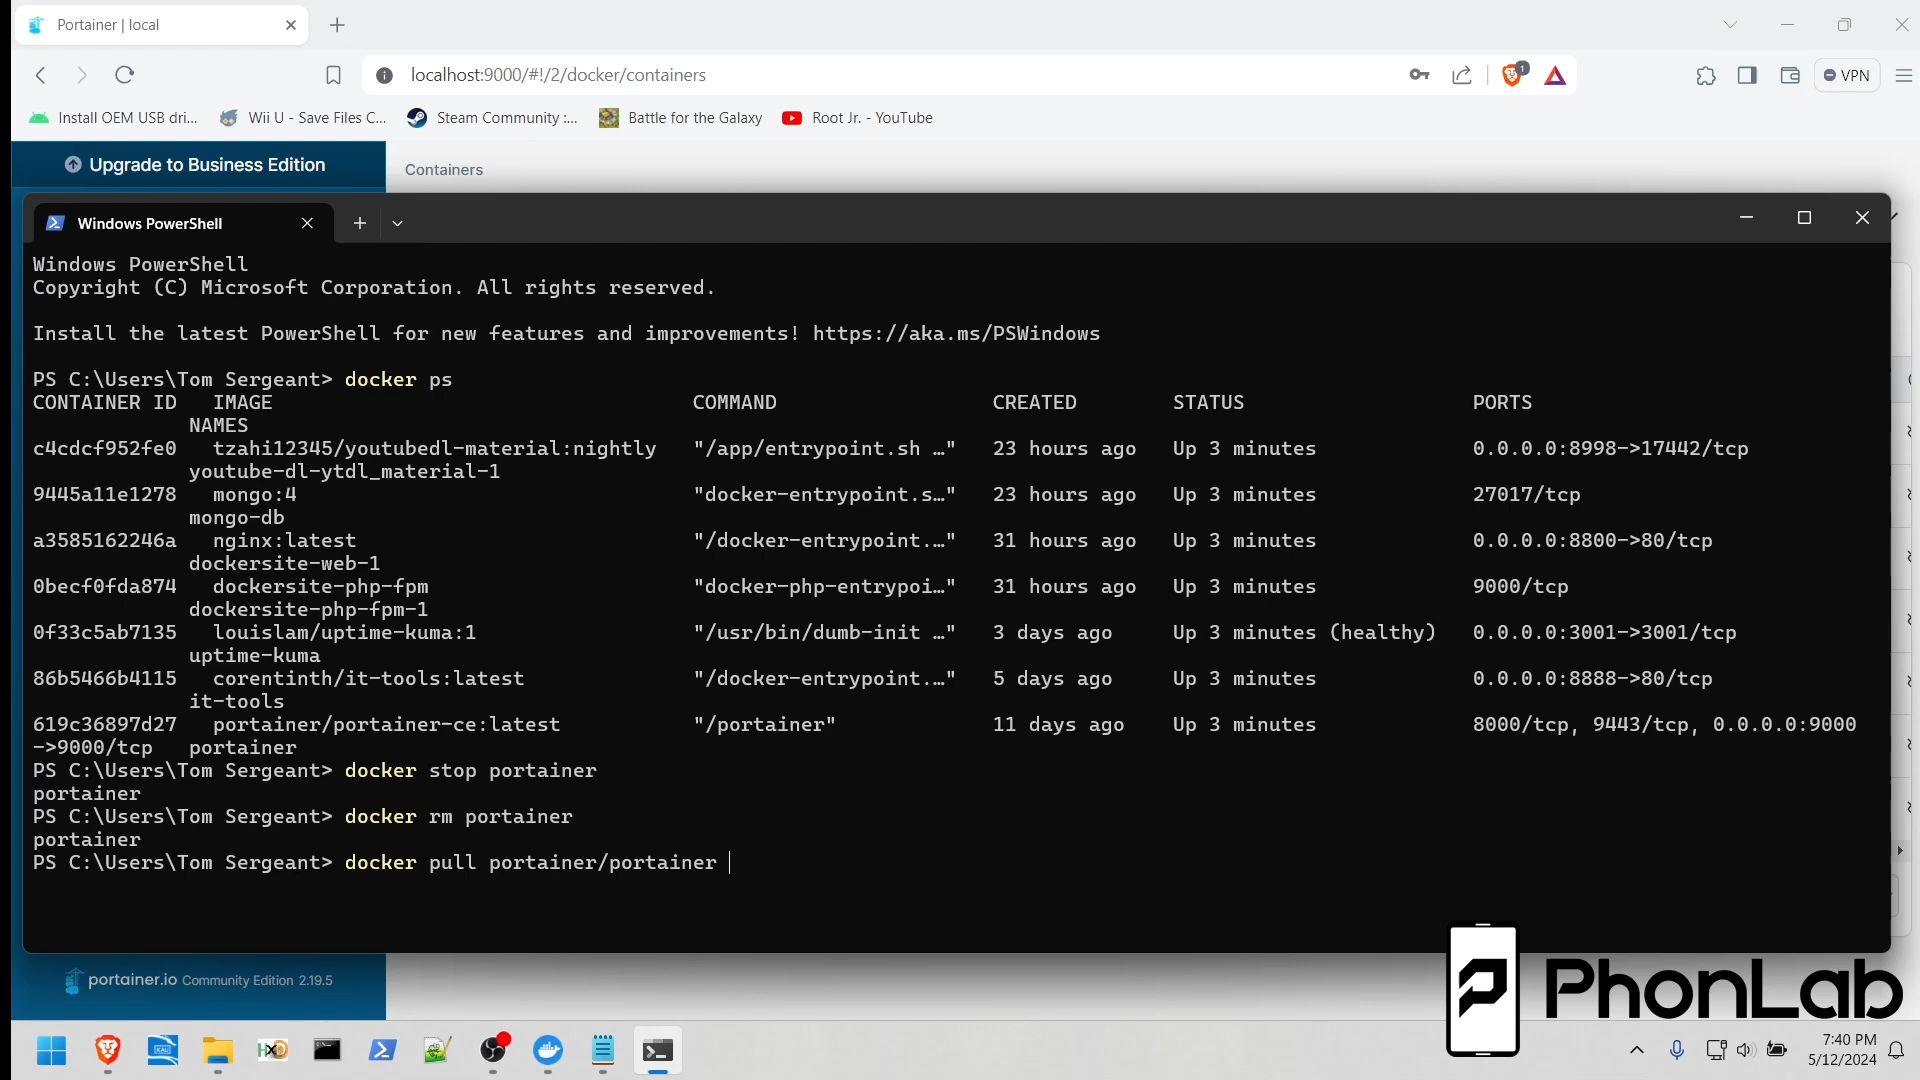 Portainer | local
localhost:9000/#!/2/docker/containers
1
VPN
Install OEM USB dri...
Wii U - Save Files C...
Steam Community :...
Battle for the Galaxy
Root Jr. - YouTube
Upgrade to Business Edition
Containers
Windows PowerShell
Windows PowerShell
Copyright (C) Microsoft Corporation. All rights reserved.
Install the latest PowerShell for new features and improvements! https://aka.ms/PSWindows
PS C:\Users\Tom Sergeant> docker ps
CONTAINER ID   IMAGE                                   COMMAND                  CREATED        STATUS                   PORTS
NAMES
c4cdcf952fe0   tzahi12345/youtubedl-material:nightly   "/app/entrypoint.sh …"   23 hours ago   Up 3 minutes             0.0.0.0:8998->17442/tcp
youtube-dl-ytdl_material-1
9445a11e1278   mongo:4                                 "docker-entrypoint.s…"   23 hours ago   Up 3 minutes             27017/tcp
mongo-db
a3585162246a   nginx:latest                            "/docker-entrypoint.…"   31 hours ago   Up 3 minutes             0.0.0.0:8800->80/tcp
dockersite-web-1
0becf0fda874   dockersite-php-fpm                      "docker-php-entrypoi…"   31 hours ago   Up 3 minutes             9000/tcp
dockersite-php-fpm-1
0f33c5ab7135   louislam/uptime-kuma:1                  "/usr/bin/dumb-init …"   3 days ago     Up 3 minutes (healthy)   0.0.0.0:3001->3001/tcp
uptime-kuma
86b5466b4115   corentinth/it-tools:latest              "/docker-entrypoint.…"   5 days ago     Up 3 minutes             0.0.0.0:8888->80/tcp
it-tools
619c36897d27   portainer/portainer-ce:latest           "/portainer"             11 days ago    Up 3 minutes             8000/tcp, 9443/tcp, 0.0.0.0:9000
->9000/tcp   portainer
PS C:\Users\Tom Sergeant> docker stop portainer
portainer
PS C:\Users\Tom Sergeant> docker rm portainer
portainer
PS C:\Users\Tom Sergeant> docker pull portainer/portainer
portainer.io Community Edition 2.19.5
PhonLab
KALI
HxD
7:40 PM
5/12/2024